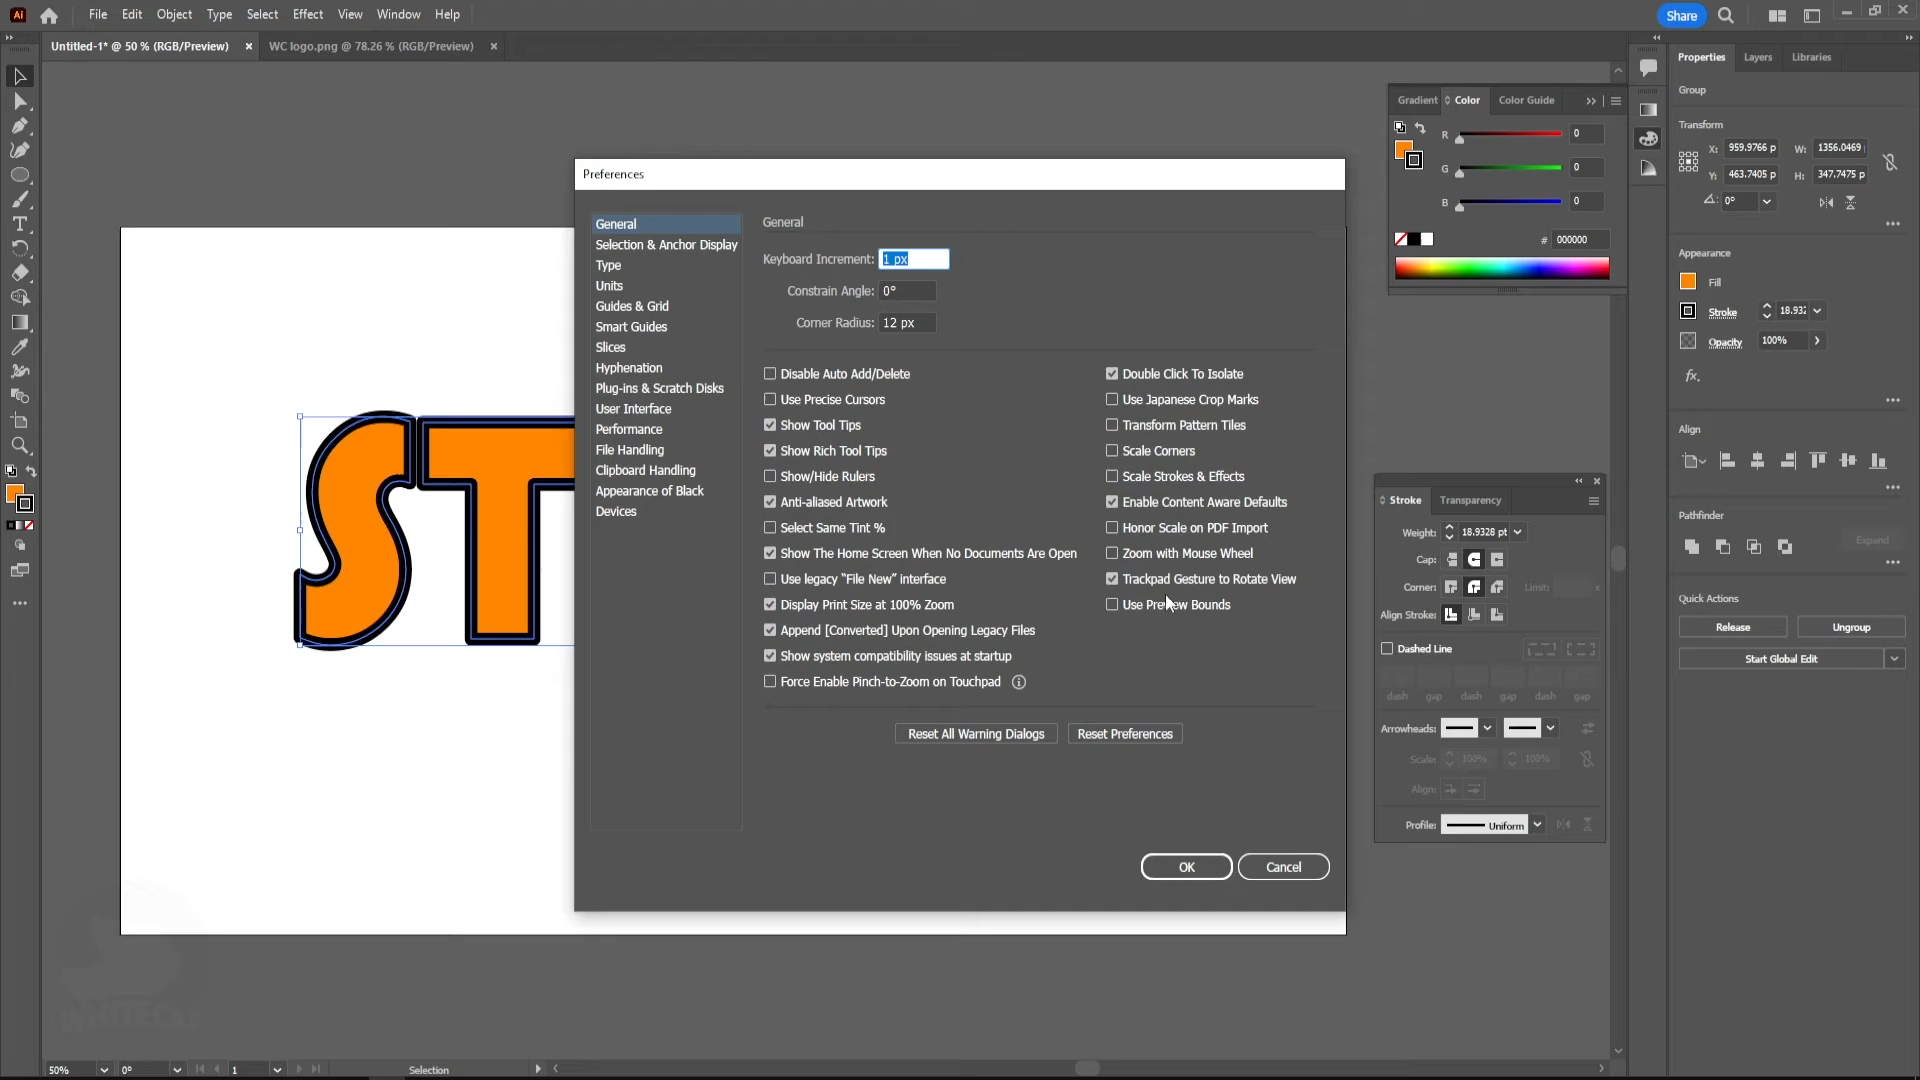 Ai File Edit Object Type Select Effect View Window Help Share
Untitled-1* @ 50 % (RGB/Preview) × WC logo.png @ 78.26 % (RGB/Preview) ×
Properties Layers Libraries
Group
Transform
X: 959.9766 p W: 1356.0469
Y: 463.7405 p H: 347.7475 p
0°
Appearance
Fill
Stroke 18.932
Opacity 100%
fx.
Align
Pathfinder
Expand
Quick Actions
Release Ungroup
Start Global Edit
Gradient Color Color Guide
R 0
G 0
B 0
# 000000
Preferences
General
Selection & Anchor Display
Type
Units
Guides & Grid
Smart Guides
Slices
Hyphenation
Plug-ins & Scratch Disks
User Interface
Performance
File Handling
Clipboard Handling
Appearance of Black
Devices
General
Keyboard Increment: 1 px
Constrain Angle: 0°
Corner Radius: 12 px
Disable Auto Add/Delete
Use Precise Cursors
Show Tool Tips
Show Rich Tool Tips
Show/Hide Rulers
Anti-aliased Artwork
Select Same Tint %
Show The Home Screen When No Documents Are Open
Use legacy “File New” interface
Display Print Size at 100% Zoom
Append [Converted] Upon Opening Legacy Files
Show system compatibility issues at startup
Force Enable Pinch-to-Zoom on Touchpad
Double Click To Isolate
Use Japanese Crop Marks
Transform Pattern Tiles
Scale Corners
Scale Strokes & Effects
Enable Content Aware Defaults
Honor Scale on PDF Import
Zoom with Mouse Wheel
Trackpad Gesture to Rotate View
Use Preview Bounds
Reset All Warning Dialogs Reset Preferences
OK Cancel
ST
Stroke Transparency
Weight: 18.9328 pt
Cap:
Corner: Limit: x
Align Stroke:
Dashed Line
dash gap dash gap dash gap
Arrowheads:
Scale: 100% 100%
Align:
Profile: Uniform
50% 0° 1 Selection